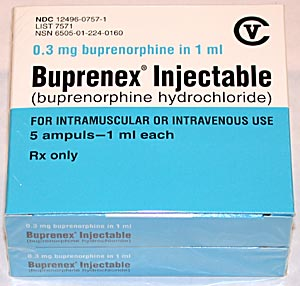 NDC 12496-0757-1
LIST 7571
NSN 6505-01-224-0160
CV
0.3 mg buprenorphine in 1 ml
Buprenex® Injectable
(buprenorphine hydrochloride)
FOR INTRAMUSCULAR OR INTRAVENOUS USE
5 ampuls—1 ml each
Rx only
0.3 mg buprenorphine in 1 ml
Buprenex® Injectable
0.3 mg buprenorphine in 1 ml
Buprenex® Injectable